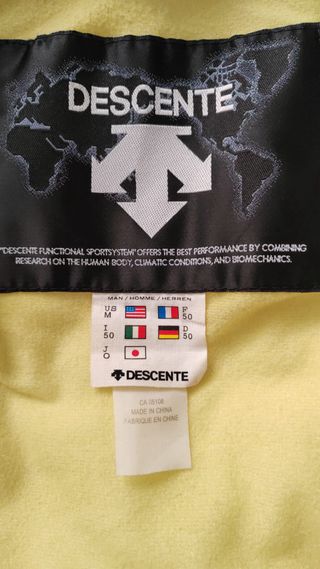 DESCENTE
"DESCENTE FUNCTIONAL SPORTSYSTEM" OFFERS THE BEST PERFORMANCE BY COMBINING
RESEARCH ON THE HUMAN BODY, CLIMATIC CONDITIONS, AND BIOMECHANICS.
MAN / HOMME / HERREN
US M F 50
I 50 D 50
J O
DESCENTE
CA 05108
MADE IN CHINA
FABRIQUE EN CHINE